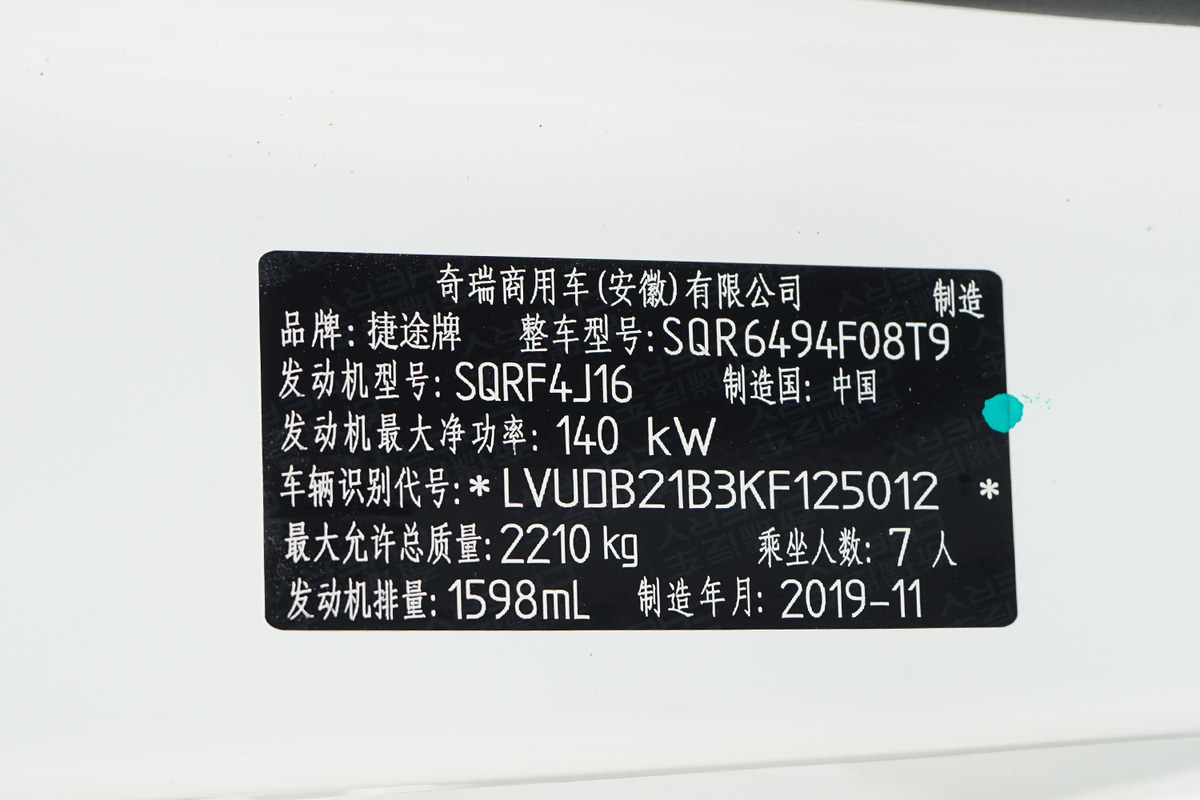 奇瑞商用车(安徽)有限公司 制造
品牌: 捷途牌 整车型号: SQR6494F08T9
发动机型号: SQRF4J16 制造国: 中国
发动机最大净功率: 140 kW
车辆识别代号: * LVUDB21B3KF125012 *
最大允许总质量: 2210 kg 乘坐人数: 7 人
发动机排量: 1598mL 制造年月: 2019-11